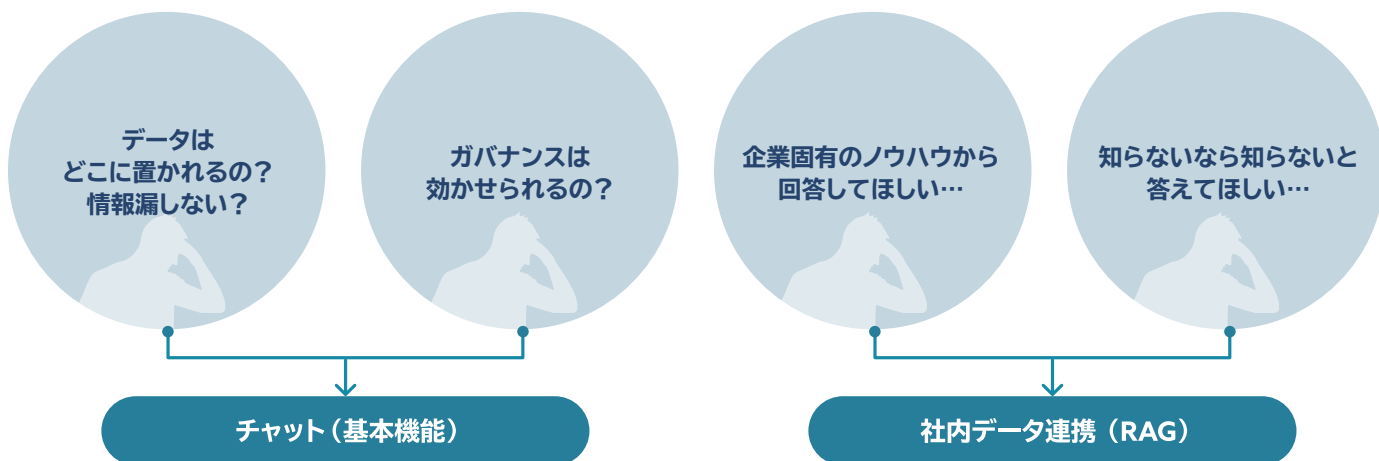 データは
どこに置かれるの？
情報漏しない？
ガバナンスは
効かせられるの？
企業固有のノウハウから
回答してほしい…
知らないなら知らないと
答えてほしい…
チャット（基本機能）
社内データ連携（RAG）